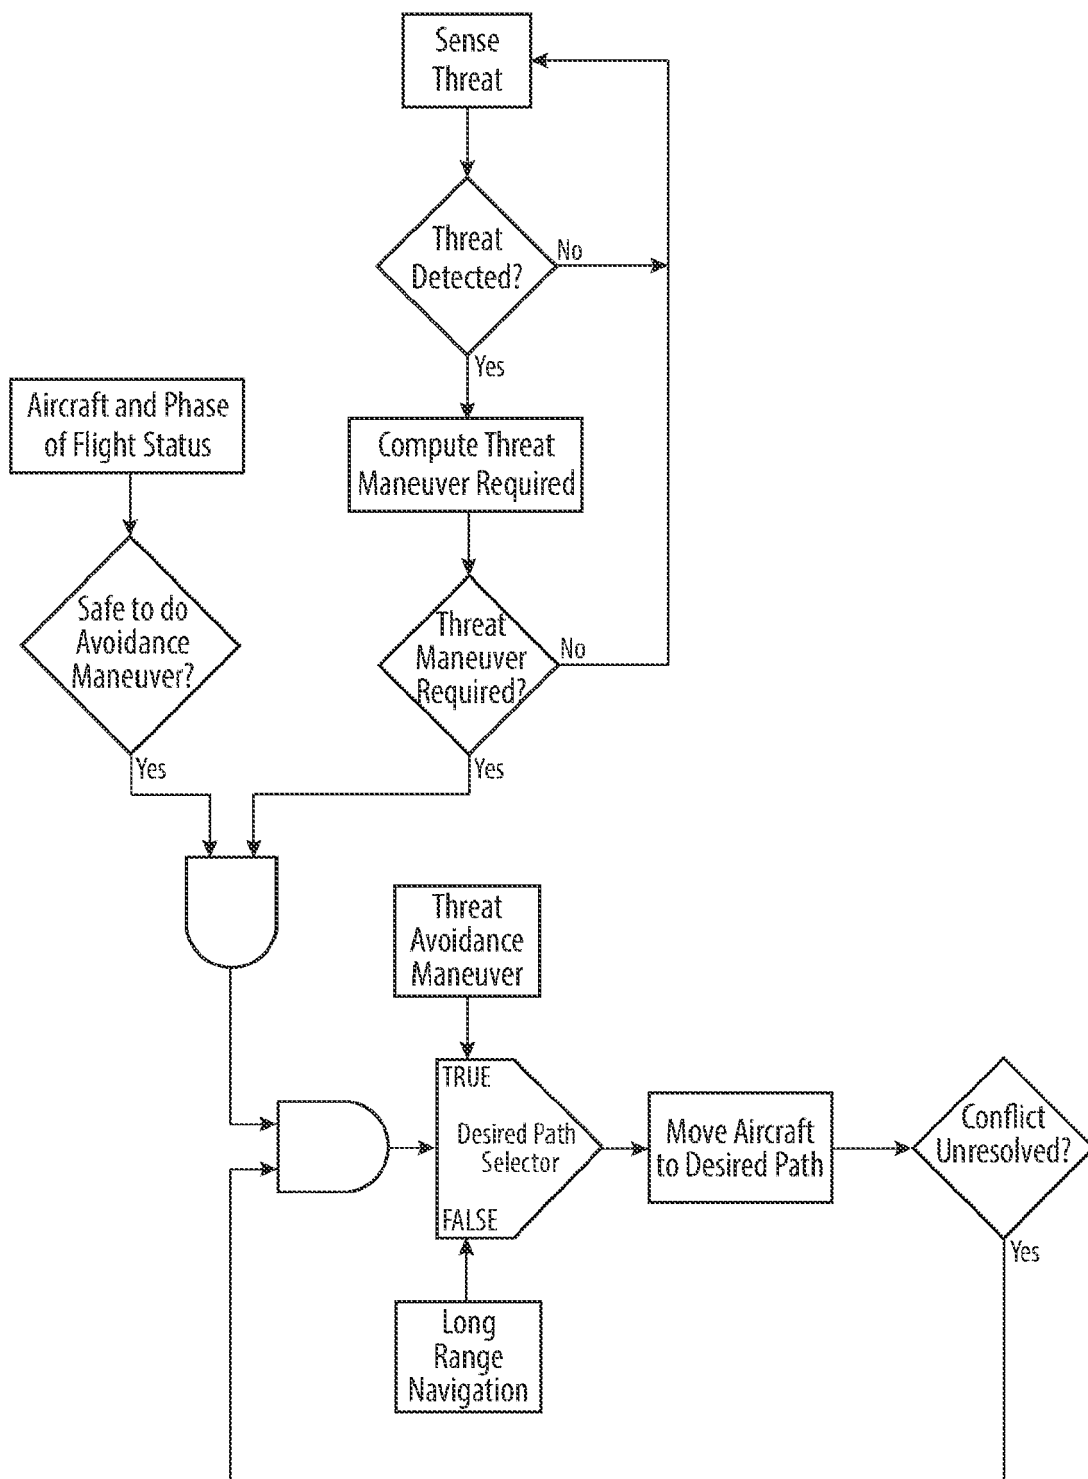 Sense
Threat
Threat
Detected?
No
Yes
Aircraft and Phase
of Flight Status
Compute Threat
Maneuver Required
Safe to do
Avoidance
Maneuver?
Threat
Maneuver
Required?
No
Yes
Yes
Threat
Avoidance
Maneuver
TRUE
Desired Path
Selector
FALSE
Move Aircraft
to Desired Path
Conflict
Unresolved?
Yes
Long
Range
Navigation